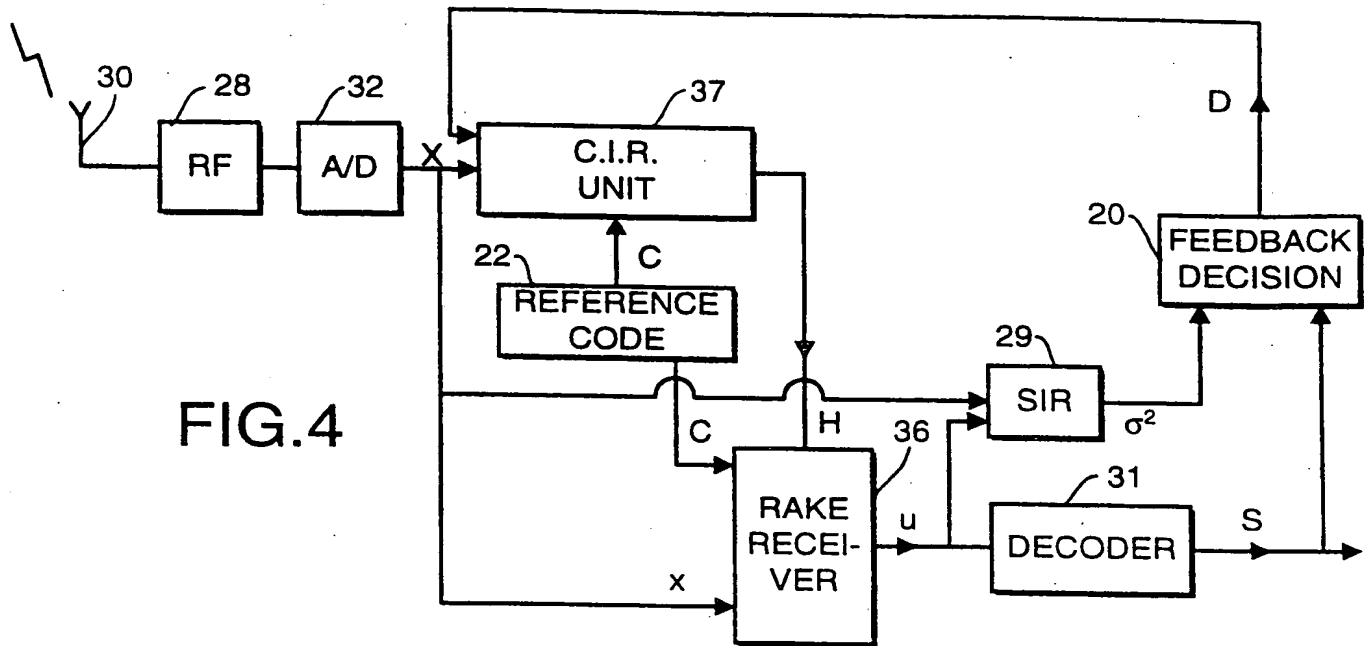 30
28
32
37
D
RF
A/D
X
C.I.R.
UNIT
20
FEEDBACK
DECISION
22
C
REFERENCE
CODE
29
SIR
σ²
FIG.4
C
H
36
31
RAKE
RECEI-
VER
u
DECODER
S
x